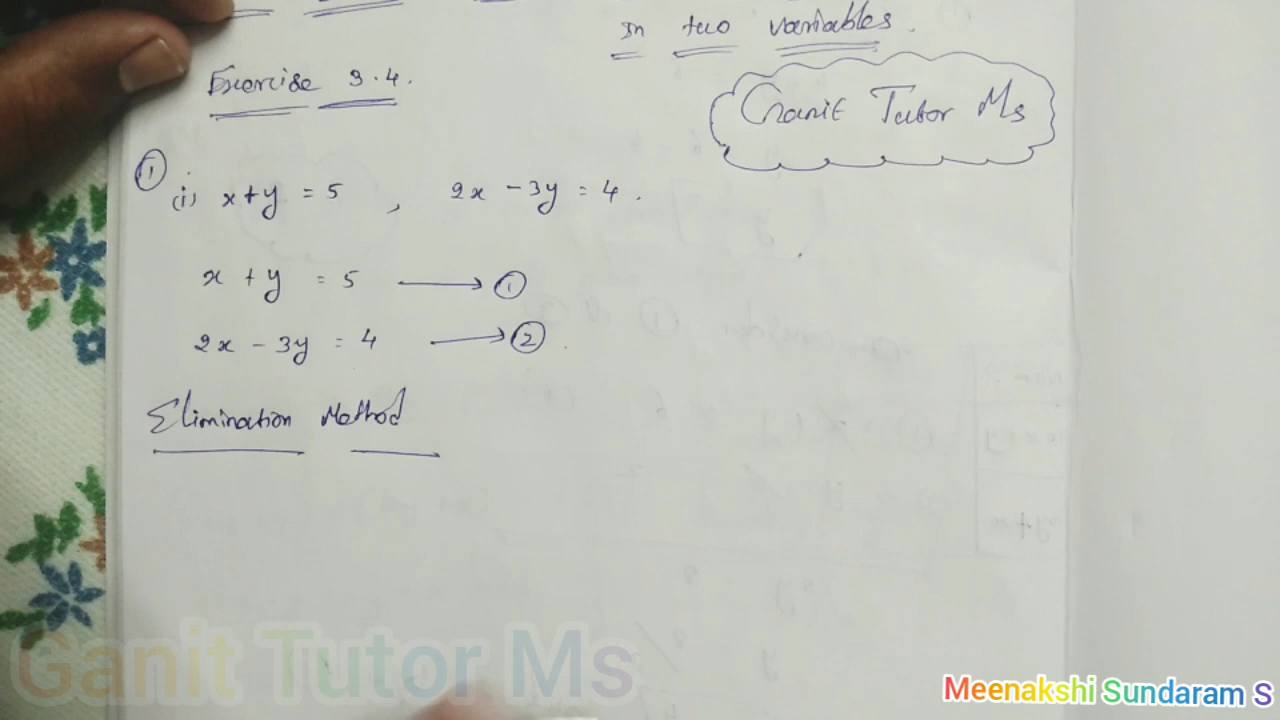 in two variables.
Exercise 3.4.
Ganit Tutor Ms
① (i) x+y = 5 , 2x - 3y = 4.
x + y = 5 ⟶ ①
2x - 3y = 4 ⟶ ②
Elimination Method
Ganit Tutor Ms
Meenakshi Sundaram S